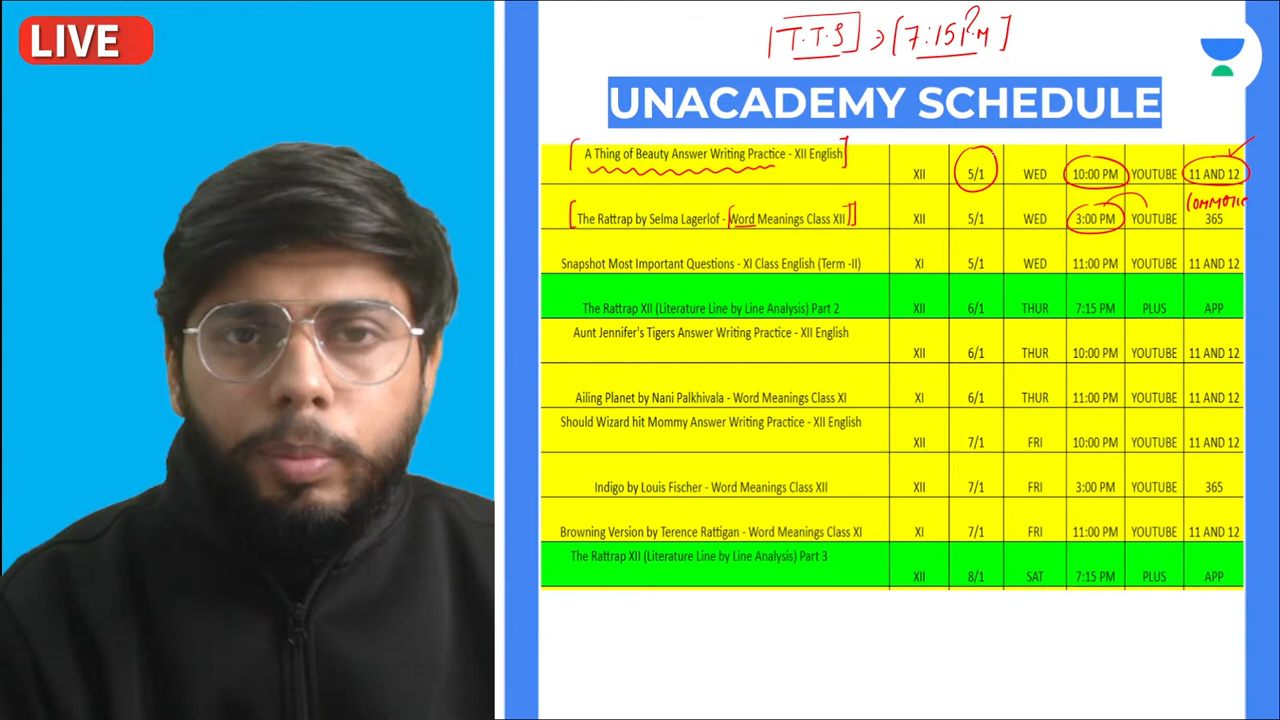 LIVE
[T.T.S] → [7:15 P.M]
UNACADEMY SCHEDULE
A Thing of Beauty Answer Writing Practice - XII English XII 5/1 WED 10:00 PM YOUTUBE 11 AND 12
The Rattrap by Selma Lagerlof - Word Meanings Class XII XII 5/1 WED 3:00 PM YOUTUBE 365
Snapshot Most Important Questions - XI Class English (Term -II) XI 5/1 WED 11:00 PM YOUTUBE 11 AND 12
The Rattrap XII (Literature Line by Line Analysis) Part 2 XII 6/1 THUR 7:15 PM PLUS APP
Aunt Jennifer's Tigers Answer Writing Practice - XII English XII 6/1 THUR 10:00 PM YOUTUBE 11 AND 12
Ailing Planet by Nani Palkhivala - Word Meanings Class XI XI 6/1 THUR 11:00 PM YOUTUBE 11 AND 12
Should Wizard hit Mommy Answer Writing Practice - XII English XII 7/1 FRI 10:00 PM YOUTUBE 11 AND 12
Indigo by Louis Fischer - Word Meanings Class XII XII 7/1 FRI 3:00 PM YOUTUBE 365
Browning Version by Terence Rattigan - Word Meanings Class XI XI 7/1 FRI 11:00 PM YOUTUBE 11 AND 12
The Rattrap XII (Literature Line by Line Analysis) Part 3 XII 8/1 SAT 7:15 PM PLUS APP